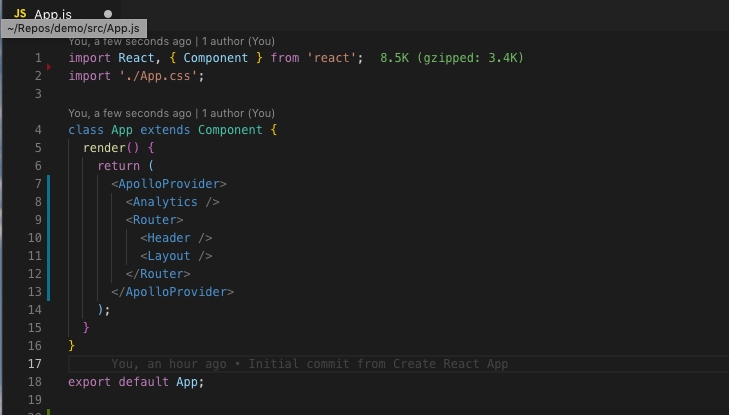 JS App.js
~/Repos/demo/src/App.js
You, a few seconds ago | 1 author (You)
1 import React, { Component } from 'react'; 8.5K (gzipped: 3.4K)
2 import './App.css';
3
You, a few seconds ago | 1 author (You)
4 class App extends Component {
5 render() {
6 return (
7 <ApolloProvider>
8 <Analytics />
9 <Router>
10 <Header />
11 <Layout />
12 </Router>
13 </ApolloProvider>
14 );
15 }
16 }
17 You, an hour ago • Initial commit from Create React App
18 export default App;
19